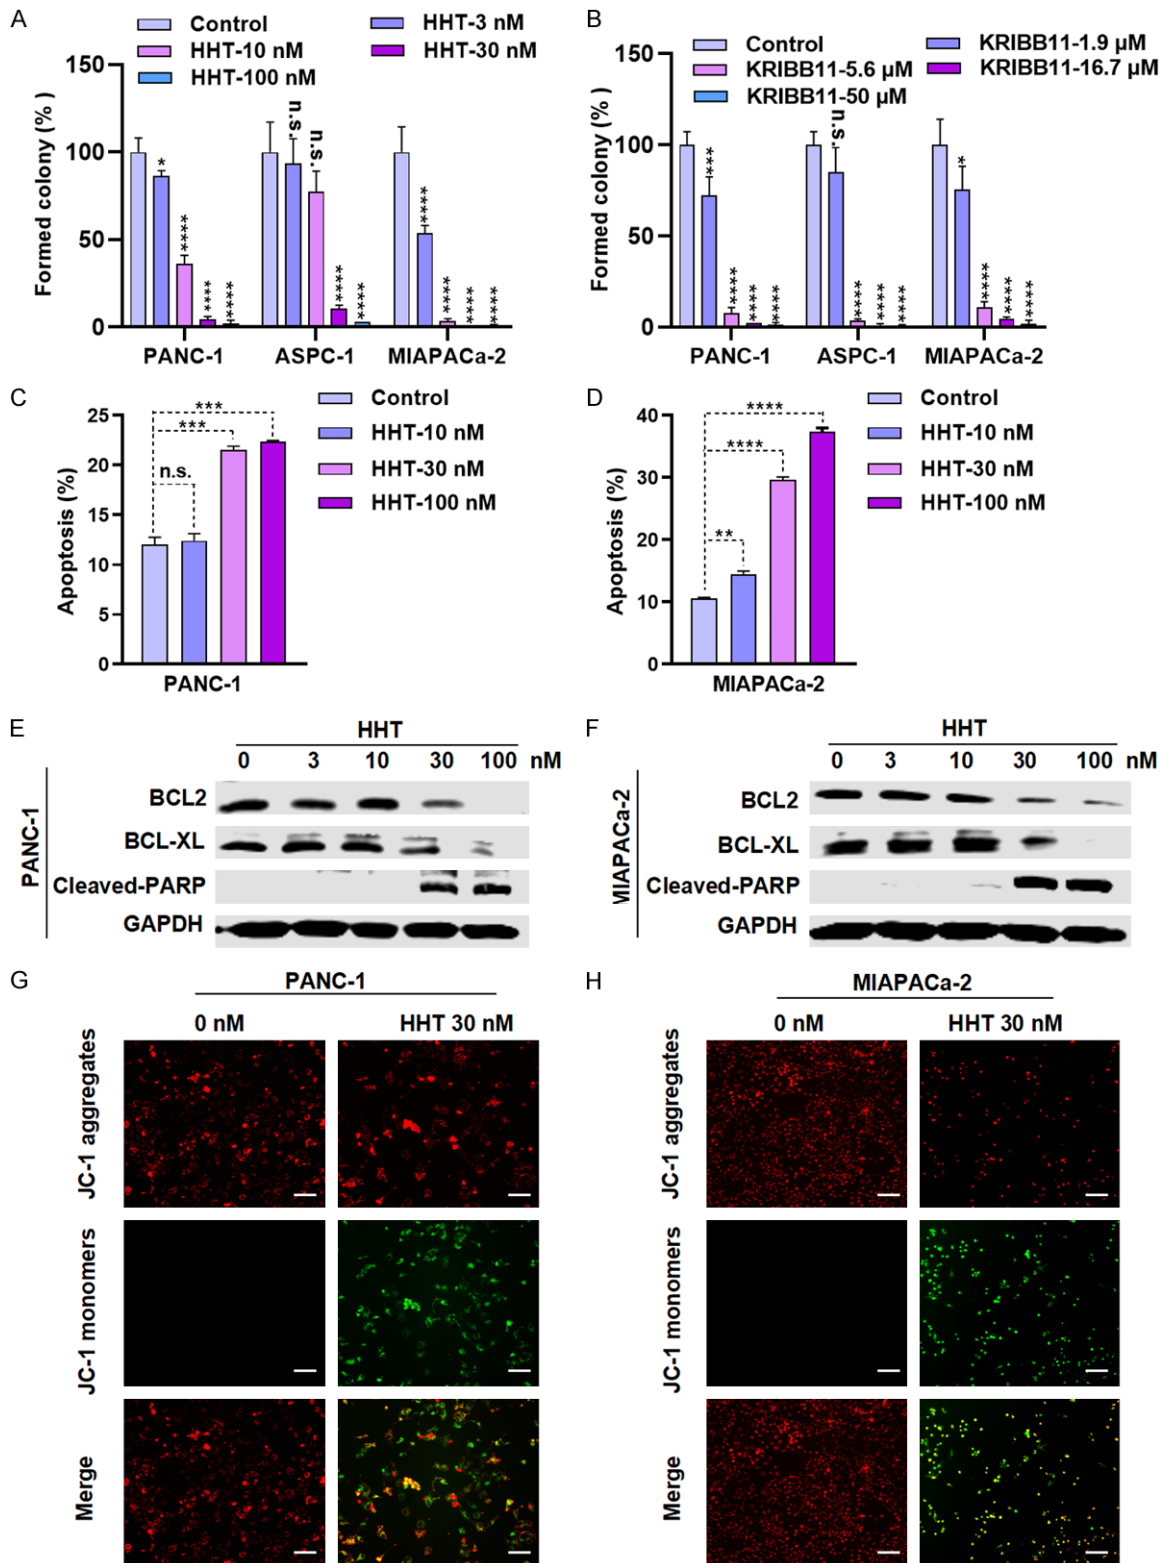 A
Control
HHT-3 nM
HHT-10 nM
HHT-30 nM
HHT-100 nM
Formed colony (% )
150
100
50
0
*
****
****
****
n.s.
n.s.
****
****
****
****
****
****
PANC-1
ASPC-1
MIAPACa-2
B
Control
KRIBB11-1.9 µM
KRIBB11-5.6 µM
KRIBB11-16.7 µM
KRIBB11-50 µM
Formed colony (% )
150
100
50
0
***
****
****
****
n.s.
****
****
****
*
****
****
****
PANC-1
ASPC-1
MIAPACa-2
C
Control
HHT-10 nM
HHT-30 nM
HHT-100 nM
Apoptosis (%)
25
20
15
10
5
0
***
***
n.s.
PANC-1
D
Control
HHT-10 nM
HHT-30 nM
HHT-100 nM
Apoptosis (%)
40
30
20
10
0
****
****
**
MIAPACa-2
E
HHT
0 3 10 30 100 nM
PANC-1
BCL2
BCL-XL
Cleaved-PARP
GAPDH
F
HHT
0 3 10 30 100 nM
MIAPACa-2
BCL2
BCL-XL
Cleaved-PARP
GAPDH
G
PANC-1
0 nM HHT 30 nM
JC-1 aggregates
JC-1 monomers
Merge
H
MIAPACa-2
0 nM HHT 30 nM
JC-1 aggregates
JC-1 monomers
Merge